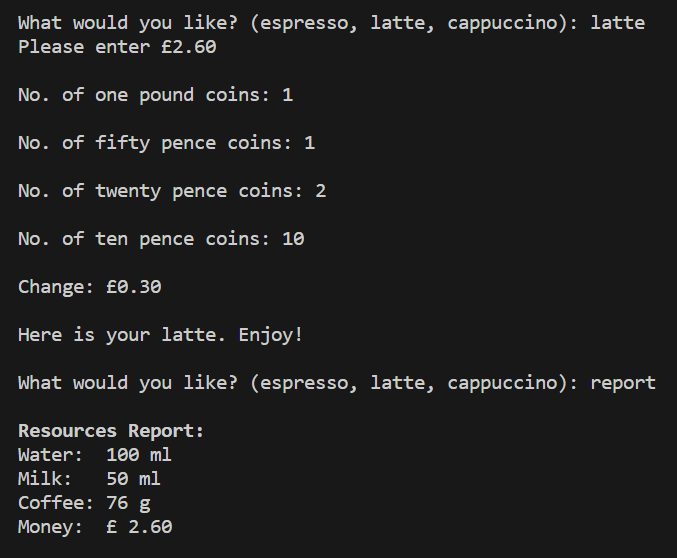 What would you like? (espresso, latte, cappuccino): latte
Please enter £2.60
No. of one pound coins: 1
No. of fifty pence coins: 1
No. of twenty pence coins: 2
No. of ten pence coins: 10
Change: £0.30
Here is your latte. Enjoy!
What would you like? (espresso, latte, cappuccino): report
Resources Report:
Water:  100 ml
Milk:   50 ml
Coffee: 76 g
Money:  £ 2.60